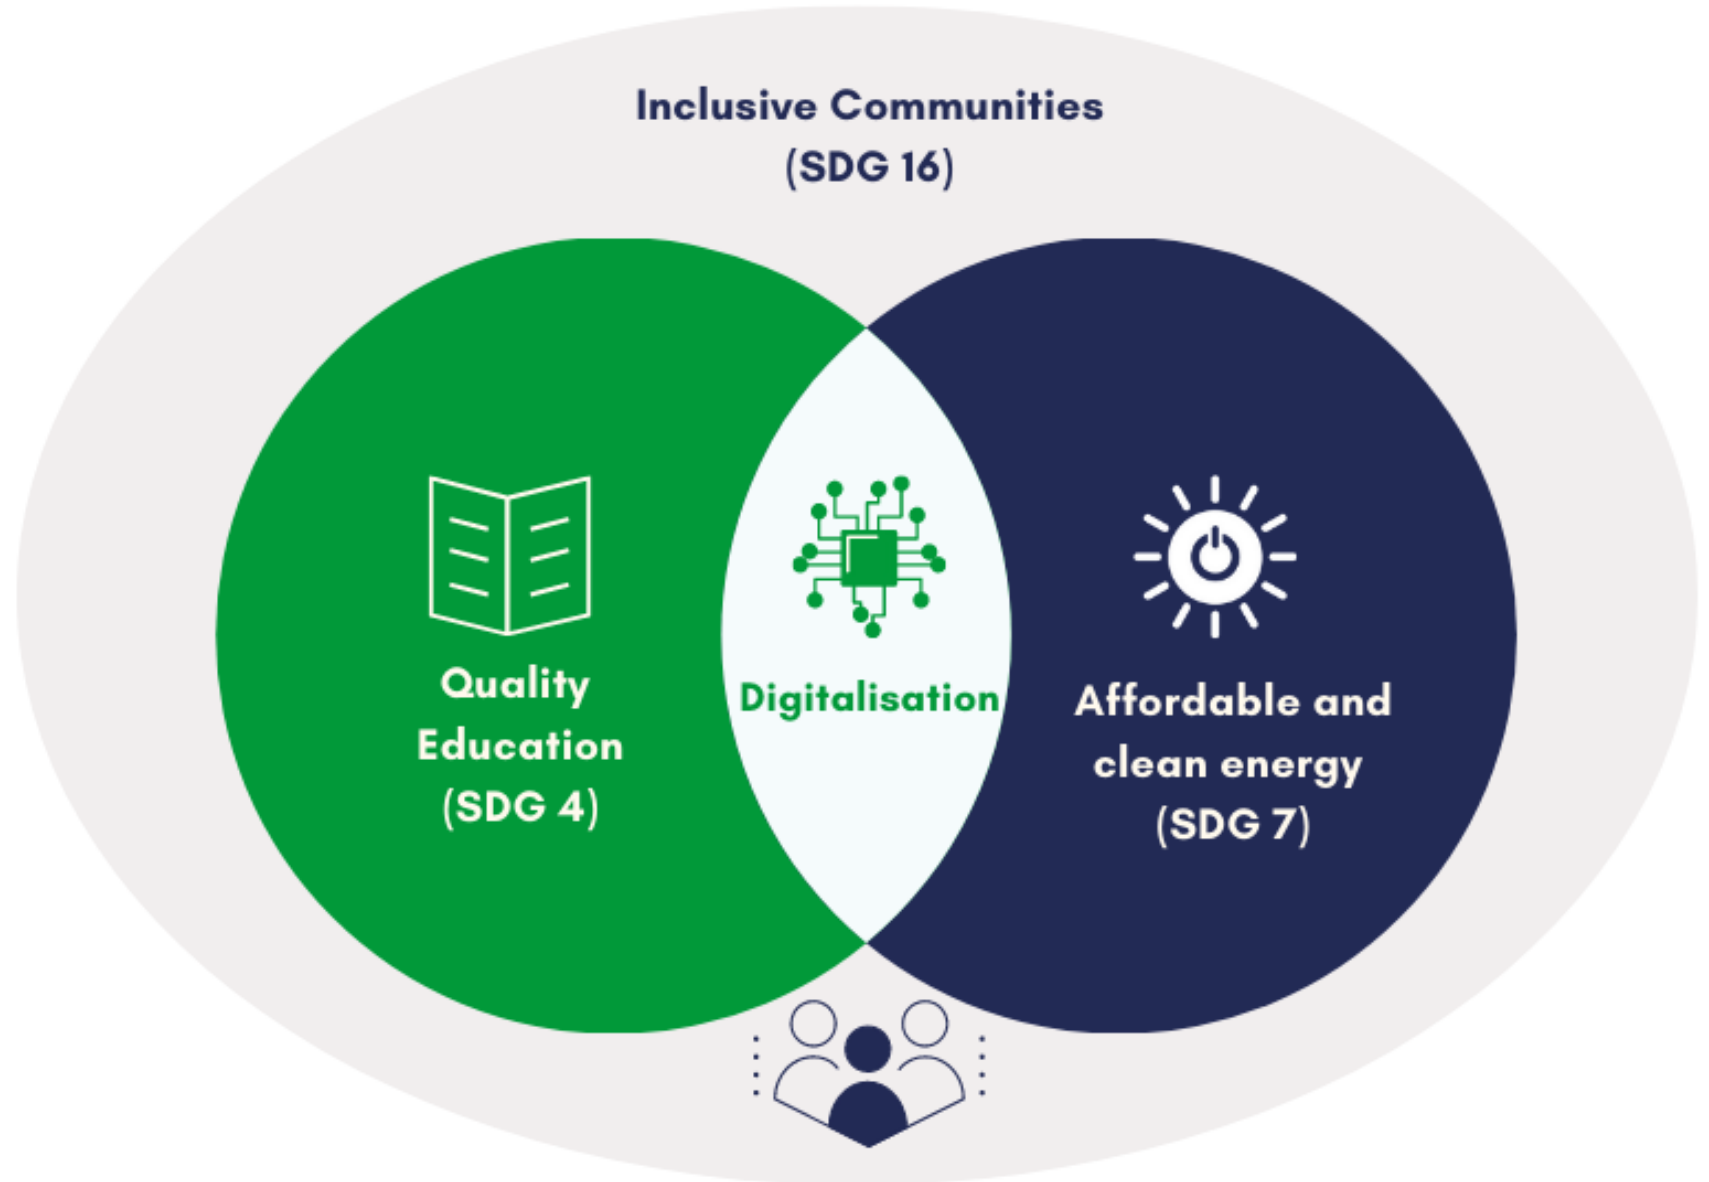 Inclusive Communities
(SDG 16)
Quality
Education
(SDG 4)
Digitalisation
Affordable and
clean energy
(SDG 7)